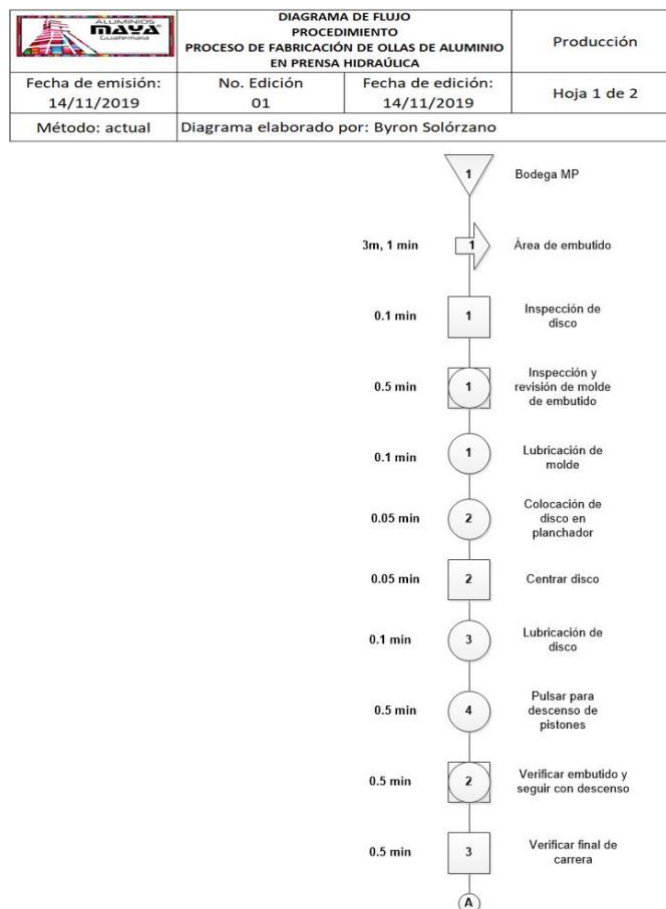 ALUMINIOS
MAYA
Guatemala
DIAGRAMA DE FLUJO
PROCEDIMIENTO
PROCESO DE FABRICACIÓN DE OLLAS DE ALUMINIO
EN PRENSA HIDRAÚLICA
Producción
Fecha de emisión:
14/11/2019
No. Edición
01
Fecha de edición:
14/11/2019
Hoja 1 de 2
Método: actual
Diagrama elaborado por: Byron Solórzano
1
Bodega MP
3m, 1 min
1
Área de embutido
0.1 min
1
Inspección de
disco
0.5 min
1
Inspección y
revisión de molde
de embutido
0.1 min
1
Lubricación de
molde
0.05 min
2
Colocación de
disco en
planchador
0.05 min
2
Centrar disco
0.1 min
3
Lubricación de
disco
0.5 min
4
Pulsar para
descenso de
pistones
0.5 min
2
Verificar embutido y
seguir con descenso
0.5 min
3
Verificar final de
carrera
A